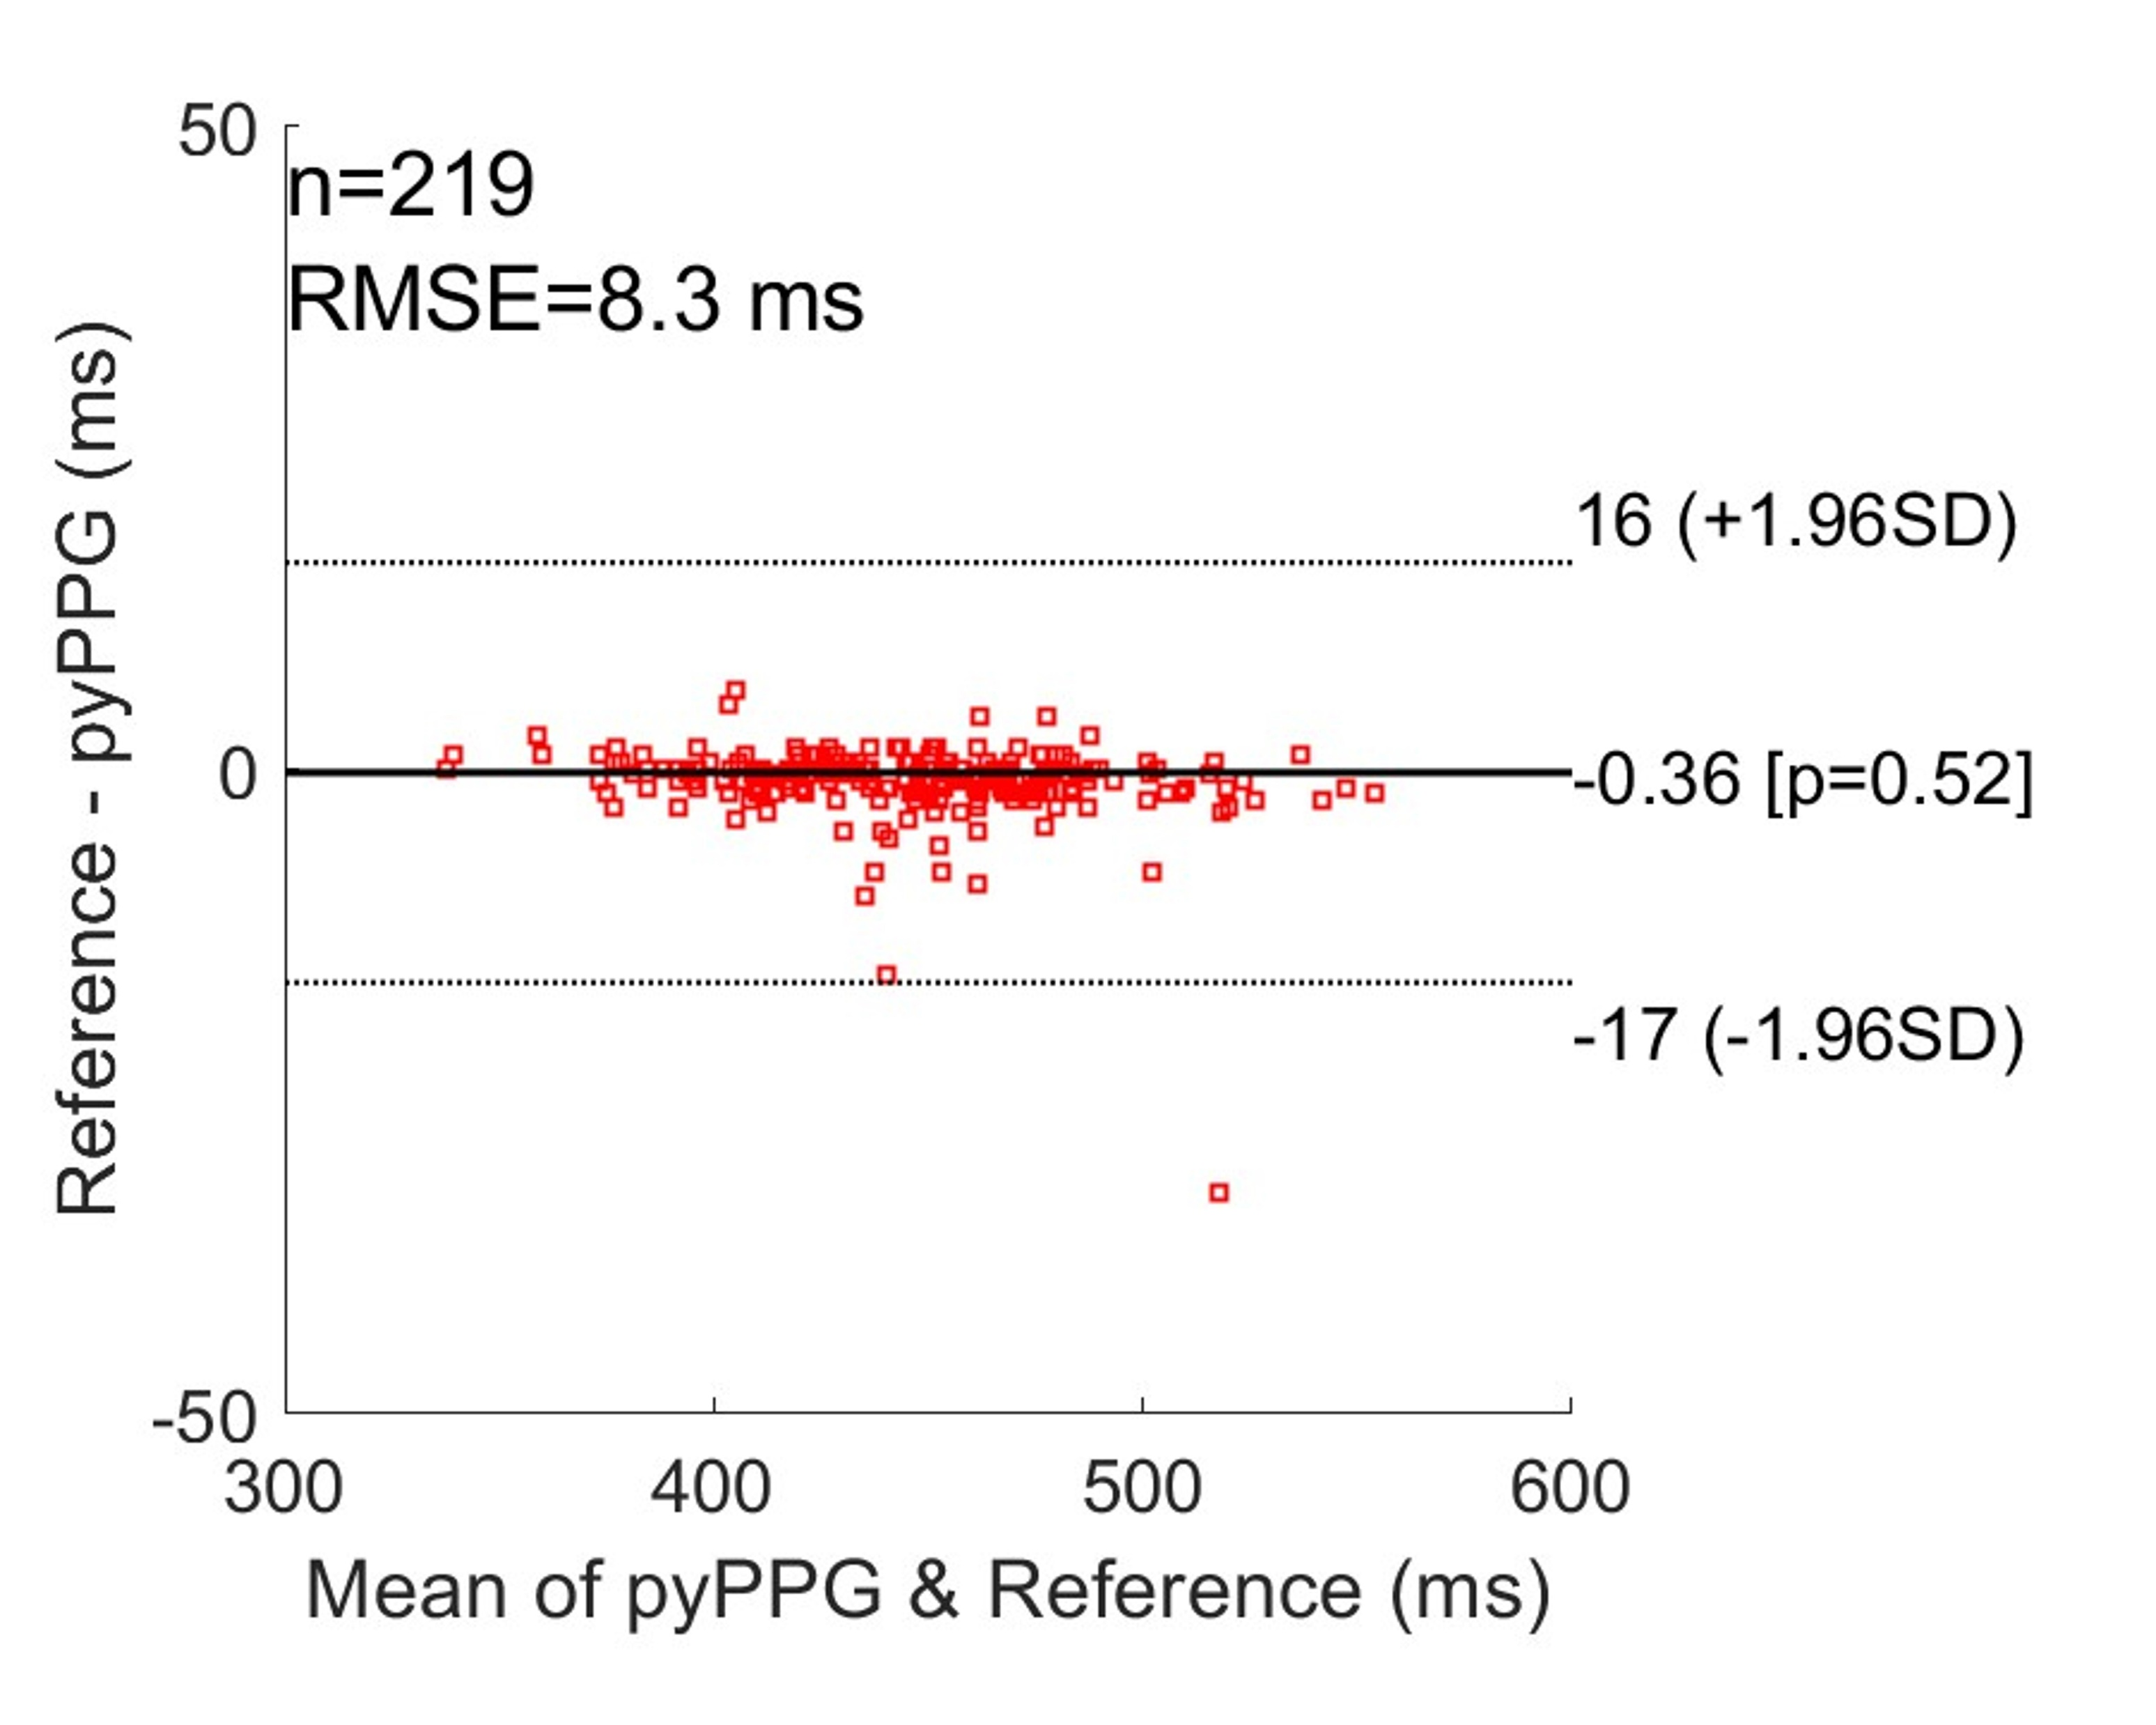 50
n=219
RMSE=8.3 ms
16 (+1.96SD)
0
-0.36 [p=0.52]
-17 (-1.96SD)
-50
300 400 500 600
Mean of pyPPG & Reference (ms)
Reference - pyPPG (ms)